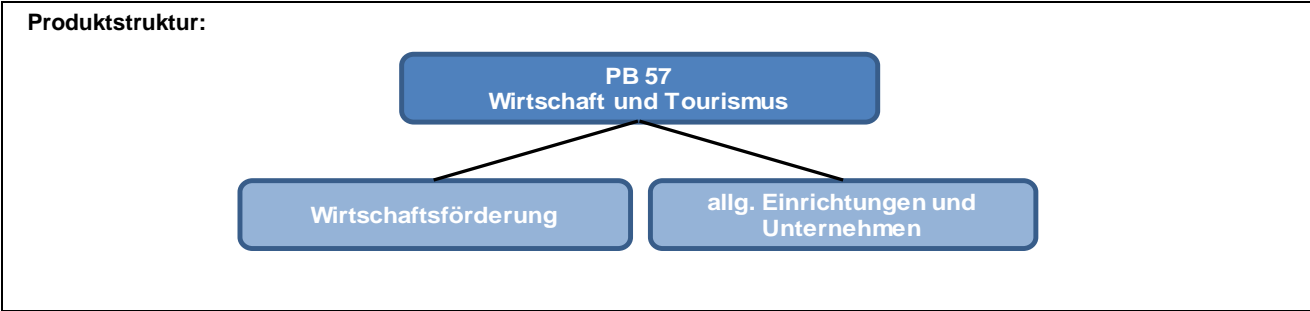 Produktstruktur:
PB 57
Wirtschaft und Tourismus
Wirtschaftsförderung
allg. Einrichtungen und
Unternehmen